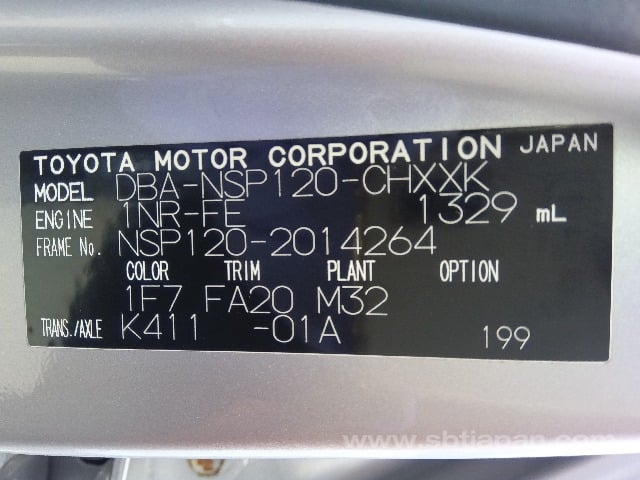 TOYOTA MOTOR CORPORATION JAPAN
MODEL DBA-NSP120-CHXXK
ENGINE 1NR-FE 1329 mL
FRAME No. NSP120-2014264
COLOR TRIM PLANT OPTION
1F7 FA20 M32
TRANS./AXLE K411 -01A 199
www.sbtjapan.com